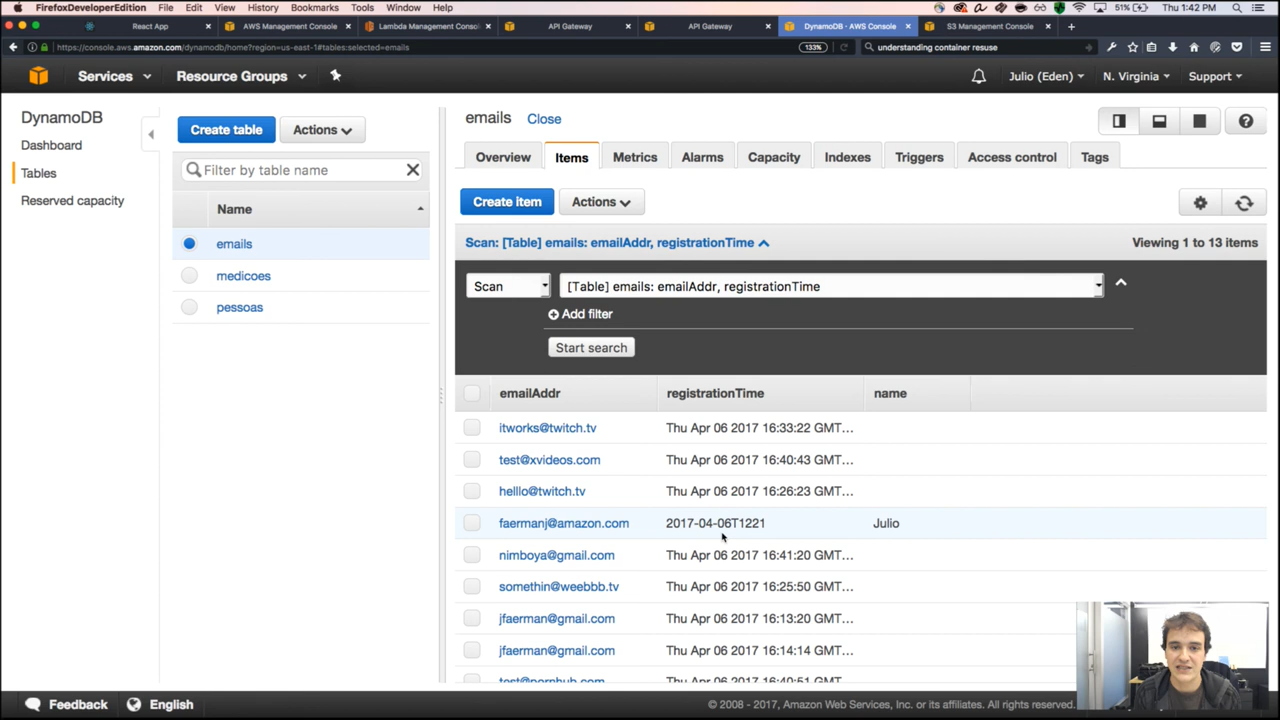 FirefoxDeveloperEdition File Edit View History Bookmarks Tools Window Help 51% Thu 1:42 PM
React App AWS Management Console Lambda Management Console API Gateway API Gateway DynamoDB - AWS Console S3 Management Console
https://console.aws.amazon.com/dynamodb/home?region=us-east-1#tables:selected=emails 133% understanding container resuse
Services Resource Groups Julio (Eden) N. Virginia Support
DynamoDB
Dashboard
Tables
Reserved capacity
Create table Actions
Filter by table name
Name
emails
medicoes
pessoas
emails Close
Overview Items Metrics Alarms Capacity Indexes Triggers Access control Tags
Create item Actions
Scan: [Table] emails: emailAddr, registrationTime Viewing 1 to 13 items
Scan [Table] emails: emailAddr, registrationTime
Add filter
Start search
emailAddr registrationTime name
itworks@twitch.tv Thu Apr 06 2017 16:33:22 GMT…
test@xvideos.com Thu Apr 06 2017 16:40:43 GMT…
helllo@twitch.tv Thu Apr 06 2017 16:26:23 GMT…
faermanj@amazon.com 2017-04-06T1221 Julio
nimboya@gmail.com Thu Apr 06 2017 16:41:20 GMT…
somethin@weebbb.tv Thu Apr 06 2017 16:25:50 GMT…
jfaerman@gmail.com Thu Apr 06 2017 16:13:20 GMT…
jfaerman@gmail.com Thu Apr 06 2017 16:14:14 GMT…
test@pornhub.com Thu Apr 06 2017 16:40:51 GMT…
Feedback English © 2008 - 2017, Amazon Web Services, Inc. or its affiliates. All rights reserved.